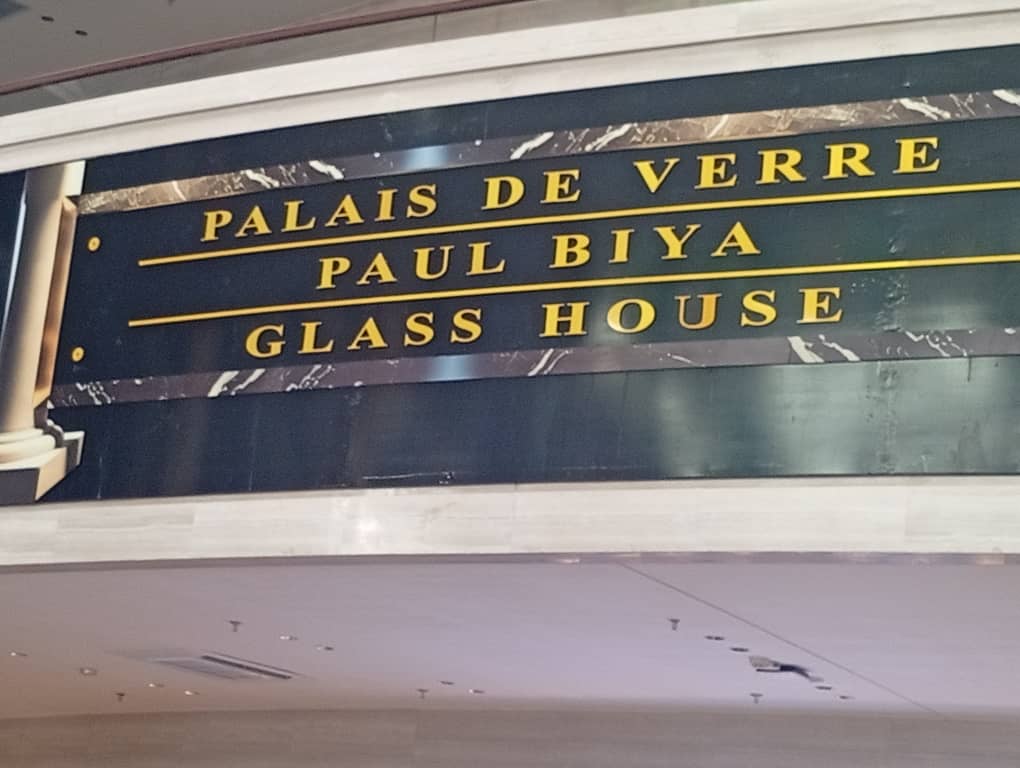 PALAIS DE VERRE
PAUL BIYA
GLASS HOUSE